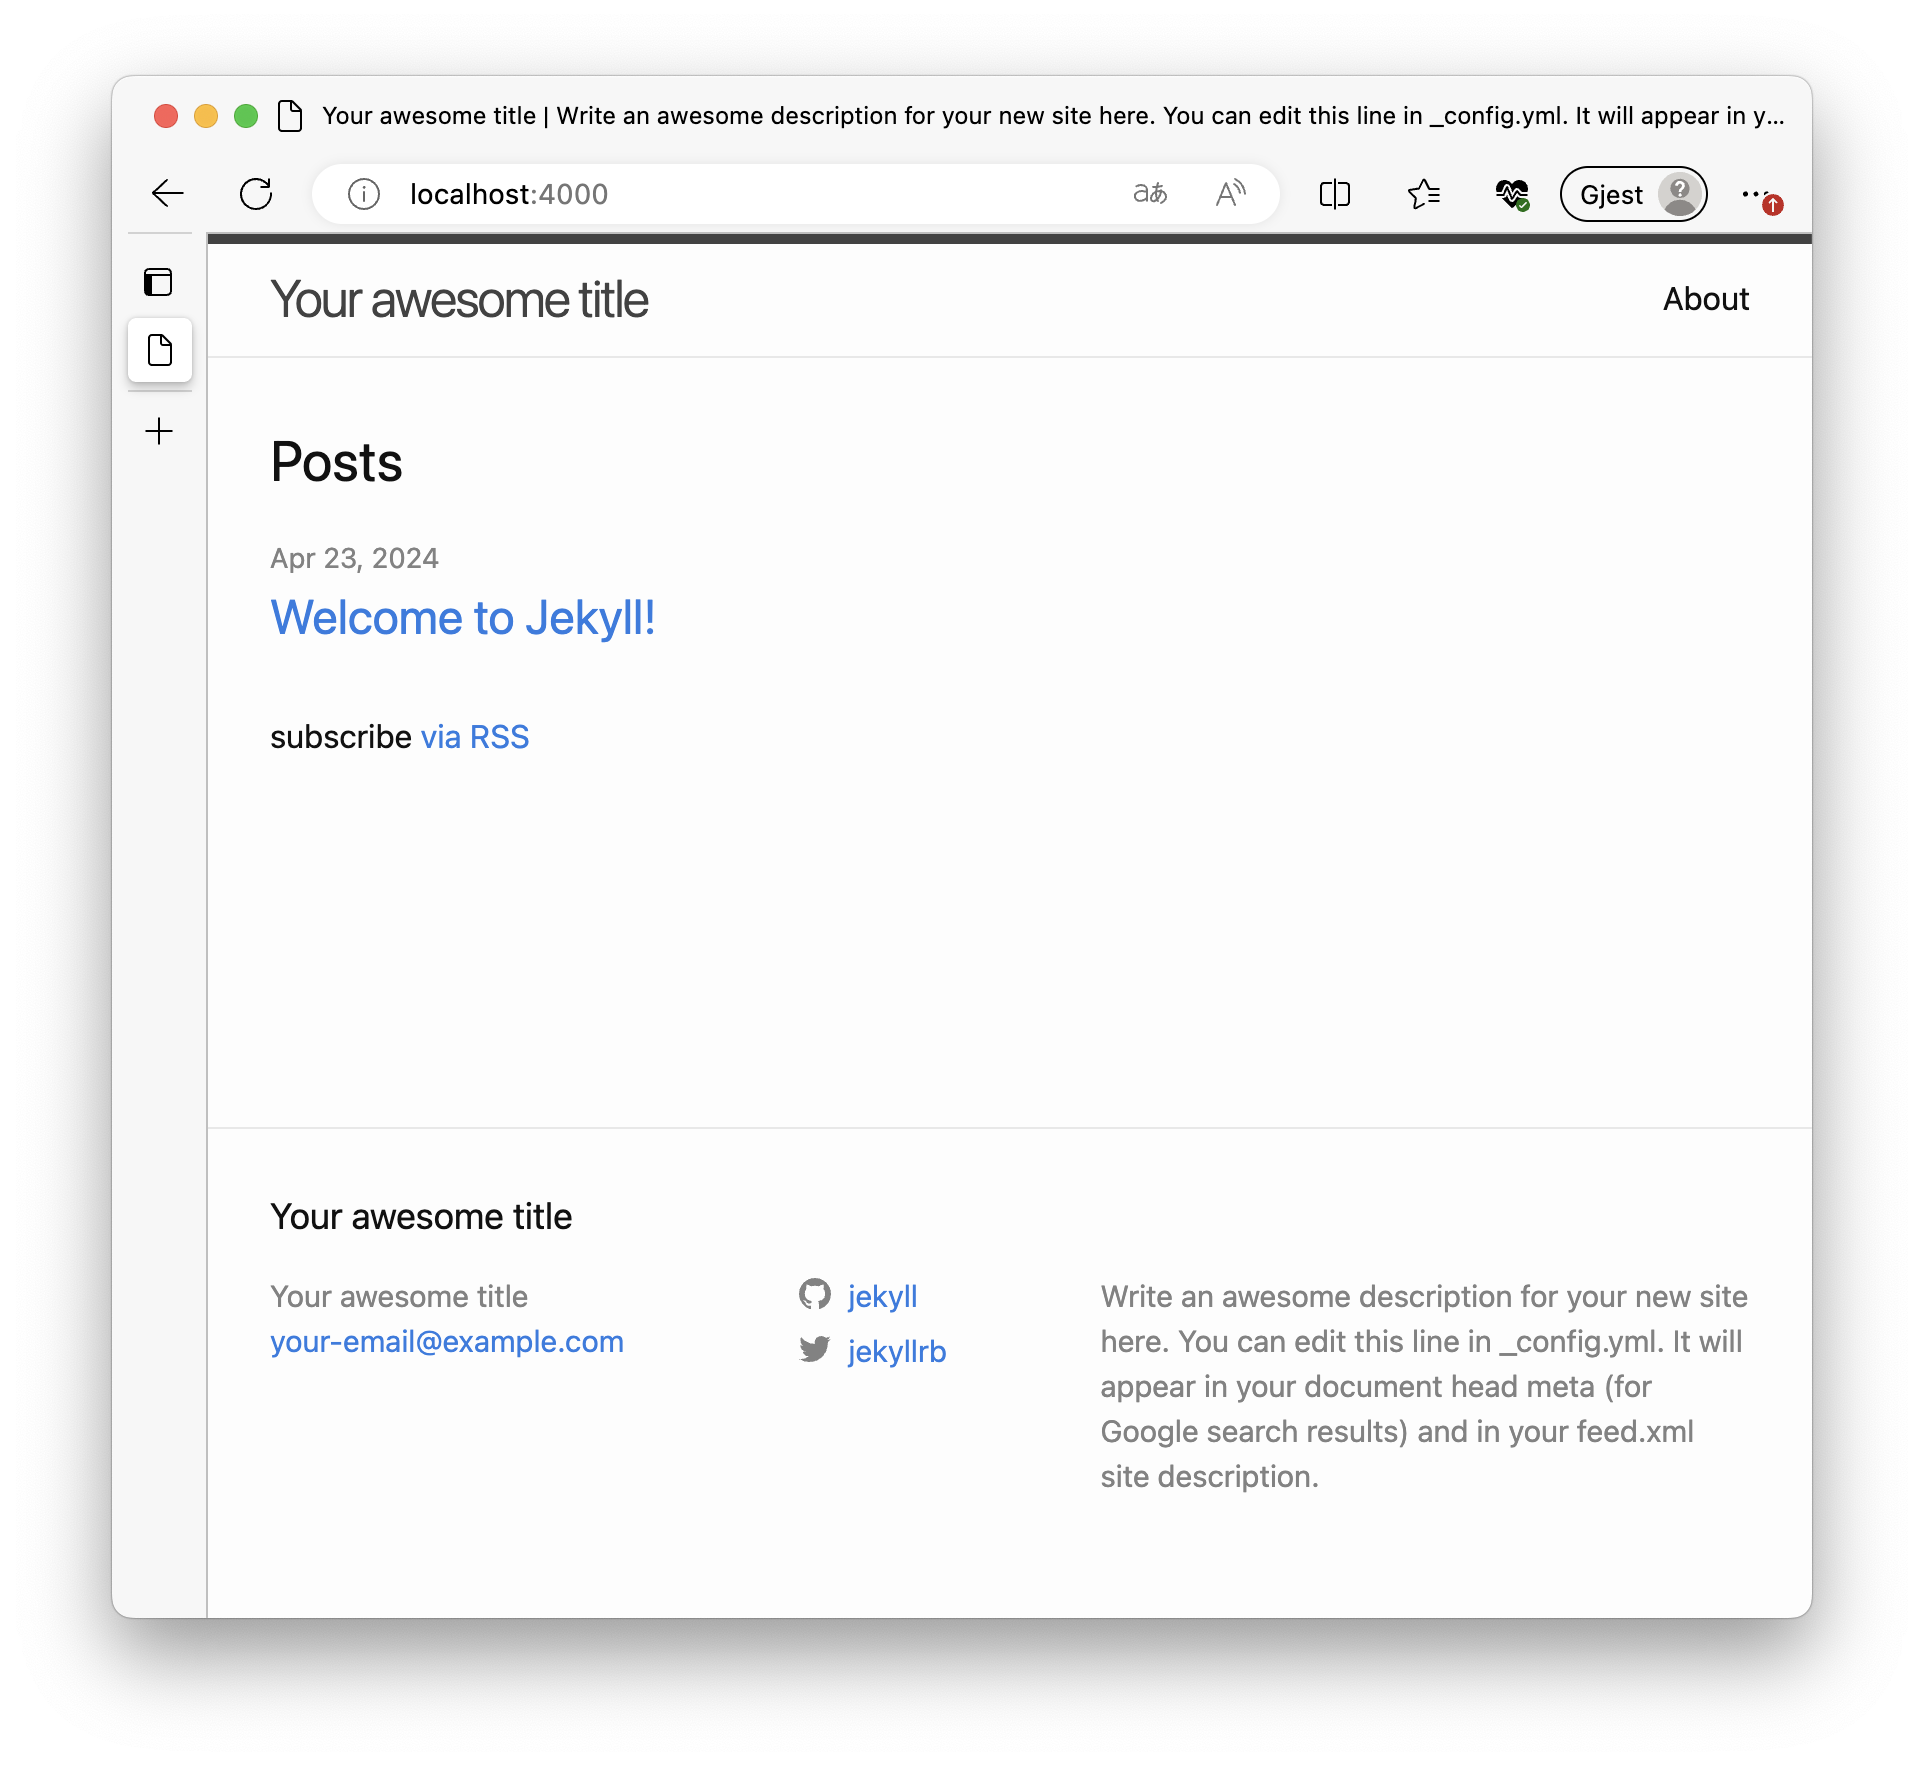 Your awesome title | Write an awesome description for your new site here. You can edit this line in _config.yml. It will appear in y...
localhost:4000
aあ
A
Gjest
Your awesome title
About
Posts
Apr 23, 2024
Welcome to Jekyll!
subscribe via RSS
Your awesome title
Your awesome title
your-email@example.com
jekyll
jekyllrb
Write an awesome description for your new site
here. You can edit this line in _config.yml. It will
appear in your document head meta (for
Google search results) and in your feed.xml
site description.